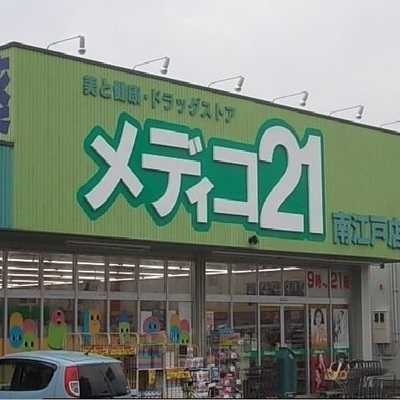 薬
美と健康・ドラッグストア
メディコ21
南江戸店
9時〜21時